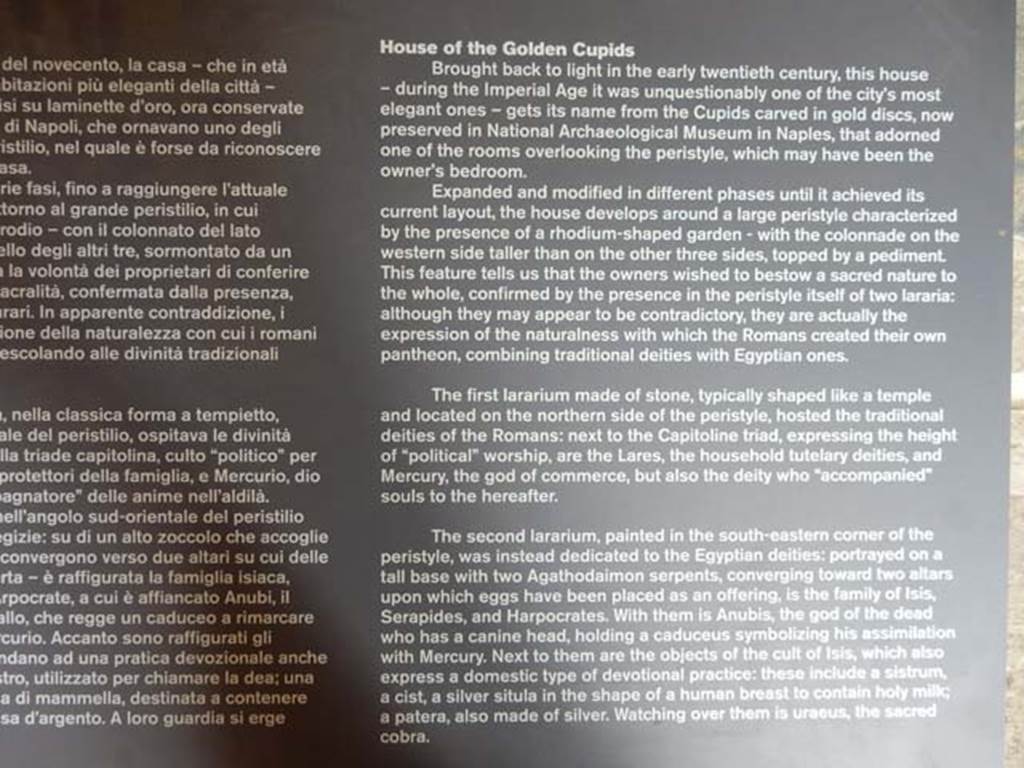 del novecento, la casa – che in età
bitazioni più eleganti della città –
isi su laminette d'oro, ora conservate
di Napoli, che ornavano uno degli
ristilio, nel quale è forse da riconoscere
asa.
rie fasi, fino a raggiungere l'attuale
torno al grande peristilio, in cui
rodio – con il colonnato del lato
ello degli altri tre, sormontato da un
a la volontà dei proprietari di conferire
acralità, confermata dalla presenza,
rari. In apparente contraddizione, i
ione della naturalezza con cui i romani
escolando alle divinità tradizionali
, nella classica forma a tempietto,
ale del peristilio, ospitava le divinità
lla triade capitolina, culto "politico" per
protettori della famiglia, e Mercurio, dio
pagnatore" delle anime nell'aldilà.
nell'angolo sud-orientale del peristilio
egizie: su di un alto zoccolo che accoglie
convergono verso due altari su cui delle
rta – è raffigurata la famiglia isiaca,
rpocrate, a cui è affiancato Anubi, il
allo, che regge un caduceo a rimarcare
rcurio. Accanto sono raffigurati gli
ndano ad una pratica devozionale anche
stro, utilizzato per chiamare la dea; una
a di mammella, destinata a contenere
sa d'argento. A loro guardia si erge
House of the Golden Cupids
Brought back to light in the early twentieth century, this house
– during the Imperial Age it was unquestionably one of the city's most
elegant ones – gets its name from the Cupids carved in gold discs, now
preserved in National Archaeological Museum in Naples, that adorned
one of the rooms overlooking the peristyle, which may have been the
owner's bedroom.
Expanded and modified in different phases until it achieved its
current layout, the house develops around a large peristyle characterized
by the presence of a rhodium-shaped garden - with the colonnade on the
western side taller than on the other three sides, topped by a pediment.
This feature tells us that the owners wished to bestow a sacred nature to
the whole, confirmed by the presence in the peristyle itself of two lararia:
although they may appear to be contradictory, they are actually the
expression of the naturalness with which the Romans created their own
pantheon, combining traditional deities with Egyptian ones.
The first lararium made of stone, typically shaped like a temple
and located on the northern side of the peristyle, hosted the traditional
deities of the Romans: next to the Capitoline triad, expressing the height
of "political" worship, are the Lares, the household tutelary deities, and
Mercury, the god of commerce, but also the deity who "accompanied"
souls to the hereafter.
The second lararium, painted in the south-eastern corner of the
peristyle, was instead dedicated to the Egyptian deities: portrayed on a
tall base with two Agathodaimon serpents, converging toward two altars
upon which eggs have been placed as an offering, is the family of Isis,
Serapides, and Harpocrates. With them is Anubis, the god of the dead
who has a canine head, holding a caduceus symbolizing his assimilation
with Mercury. Next to them are the objects of the cult of Isis, which also
express a domestic type of devotional practice: these include a sistrum,
a cist, a silver situla in the shape of a human breast to contain holy milk;
a patera, also made of silver. Watching over them is uraeus, the sacred
cobra.